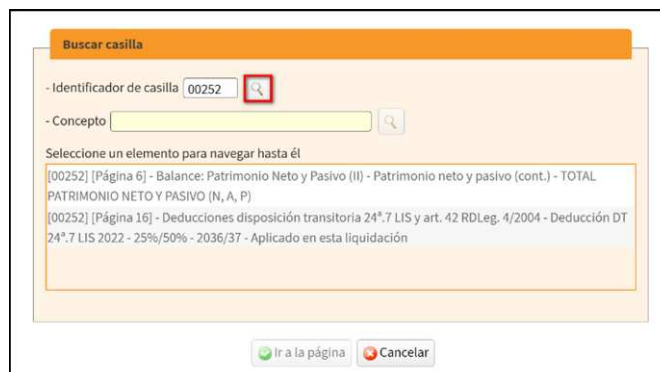 Buscar casilla
- Identificador de casilla 00252
- Concepto
Seleccione un elemento para navegar hasta él
[00252] [Página 6] - Balance: Patrimonio Neto y Pasivo (II) - Patrimonio neto y pasivo (cont.) - TOTAL
PATRIMONIO NETO Y PASIVO (N, A, P)
[00252] [Página 16] - Deducciones disposición transitoria 24ª.7 LIS y art. 42 RDLeg. 4/2004 - Deducción DT
24ª.7 LIS 2022 - 25%/50% - 2036/37 - Aplicado en esta liquidación
Ir a la página Cancelar